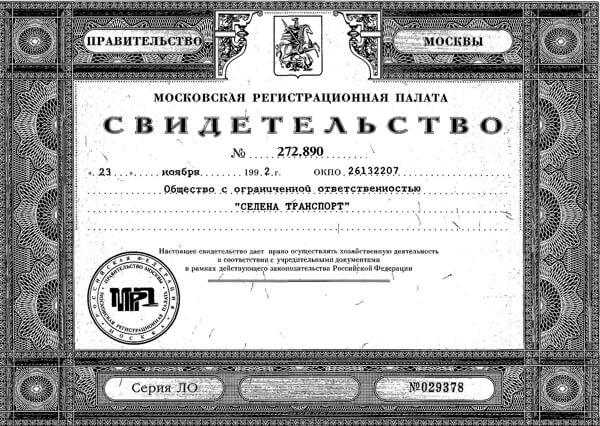 ПРАВИТЕЛЬСТВО МОСКВЫ
МОСКОВСКАЯ РЕГИСТРАЦИОННАЯ ПАЛАТА
СВИДЕТЕЛЬСТВО
№ 272.890
« 23 » ноября 1992 г. ОКПО 26132207
Общество с ограниченной ответственностью
"СЕЛЕНА ТРАНСПОРТ"
Настоящее свидетельство дает право осуществлять хозяйственную деятельность
в соответствии с учредительными документами
в рамках действующего законодательства Российской Федерации
РОССИЙСКАЯ ФЕДЕРАЦИЯ
МОСКВА
ПРАВИТЕЛЬСТВО МОСКВЫ
МОСКОВСКАЯ РЕГИСТРАЦИОННАЯ ПАЛАТА
МРП
Серия ЛО №029378